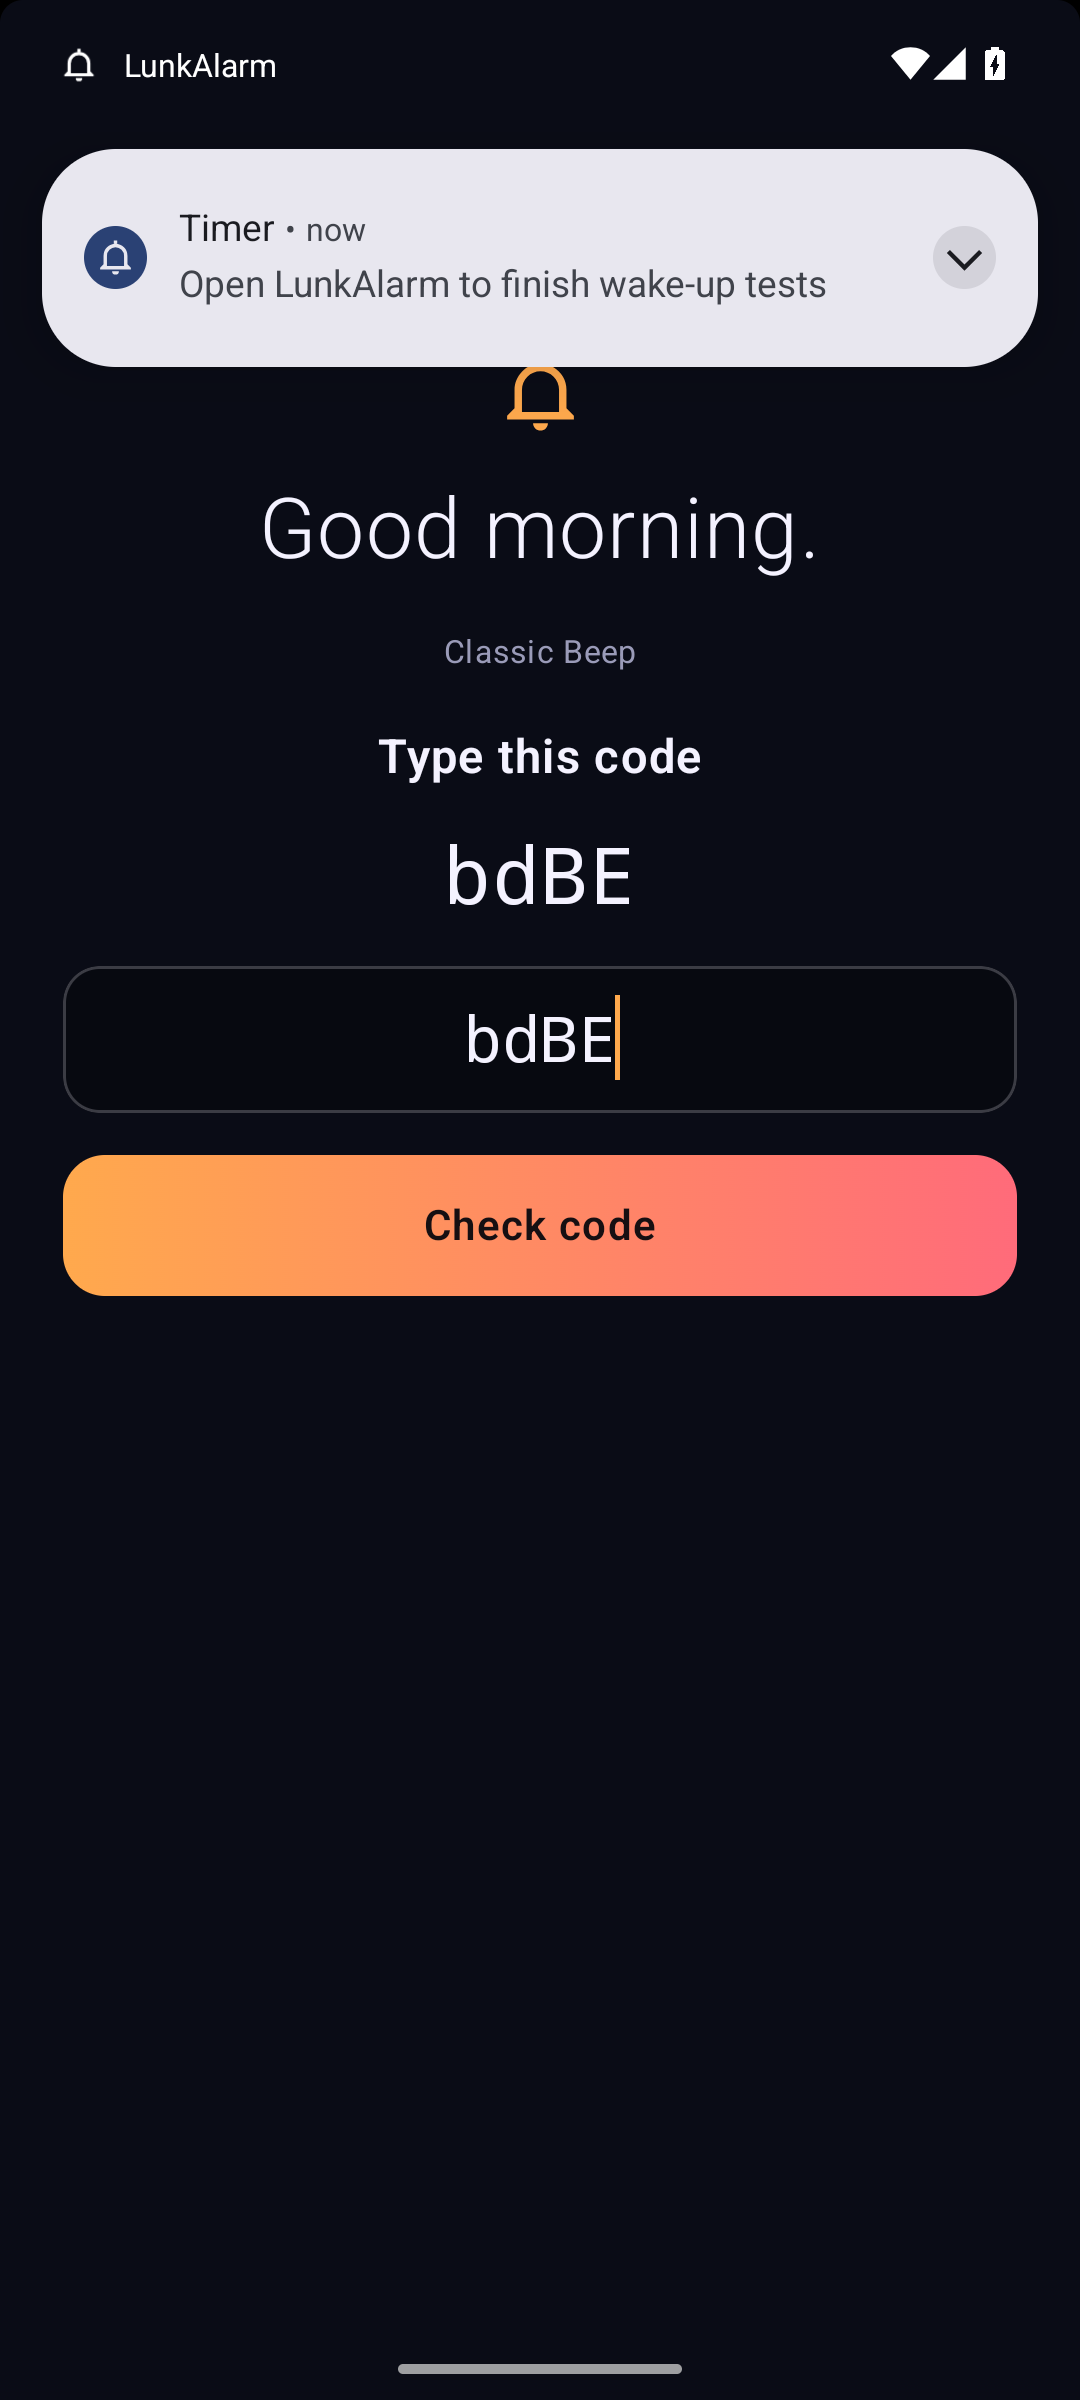 LunkAlarm
Timer • now
Open LunkAlarm to finish wake-up tests
Good morning.
Classic Beep
Type this code
bdBE
bdBE
Check code